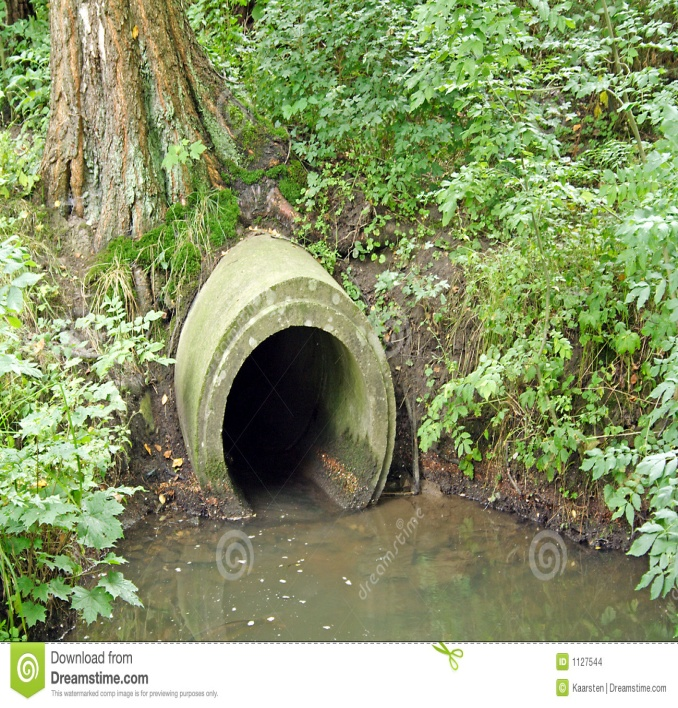 dreamstime
Download from
Dreamstime.com
This watermarked comp image is for previewing purposes only.
ID 1127544
Kaarsten | Dreamstime.com